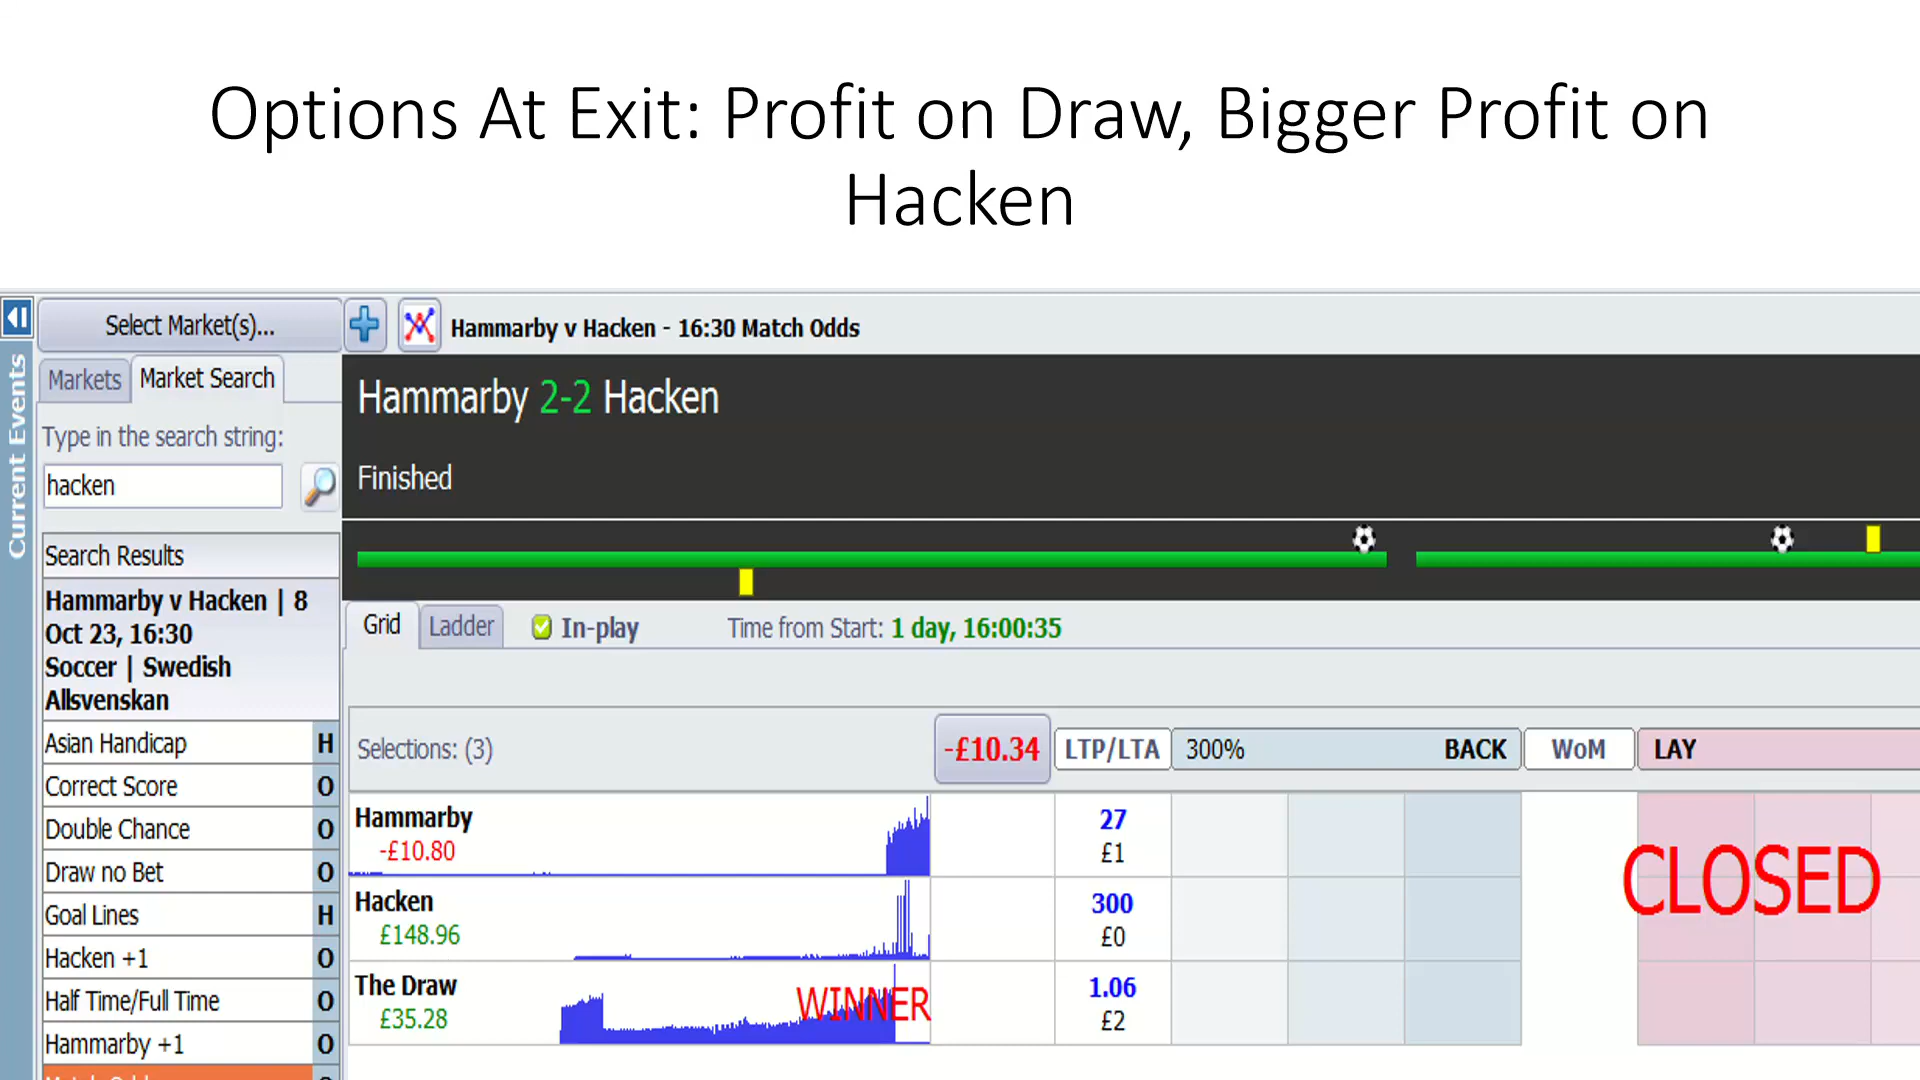 Options At Exit: Profit on Draw, Bigger Profit on
Hacken
Select Market(s)...
Hammarby v Hacken - 16:30 Match Odds
Current Events
Markets
Market Search
Type in the search string:
hacken
Search Results
Hammarby v Hacken | 8
Oct 23, 16:30
Soccer | Swedish
Allsvenskan
Asian Handicap H
Correct Score O
Double Chance O
Draw no Bet O
Goal Lines H
Hacken +1 O
Half Time/Full Time O
Hammarby +1 O
Hammarby 2-2 Hacken
Finished
Grid
Ladder
In-play
Time from Start: 1 day, 16:00:35
Selections: (3)
-£10.34
LTP/LTA
300%
BACK
WoM
LAY
Hammarby
-£10.80
27
£1
Hacken
£148.96
300
£0
The Draw
£35.28
WINNER
1.06
£2
CLOSED